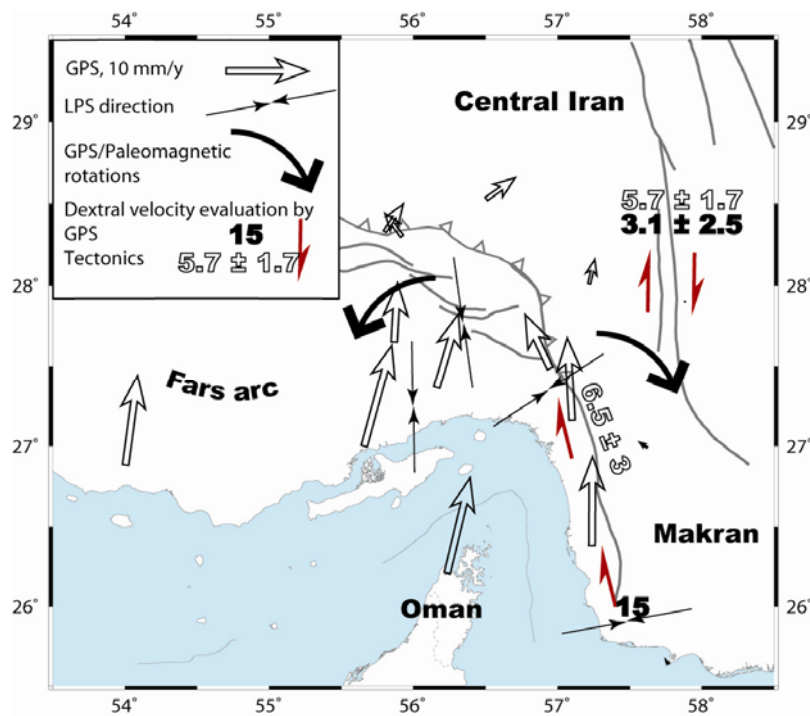 54° 55° 56° 57° 58°
GPS, 10 mm/y
LPS direction
GPS/Paleomagnetic
rotations
Dextral velocity evaluation by
GPS 15
Tectonics 5.7 ± 1.7
Central Iran
29° 29°
5.7 ± 1.7
3.1 ± 2.5
28° 28°
Fars arc
6.5 ± 3
27° 27°
Makran
Oman
15
26° 26°
54° 55° 56° 57° 58°